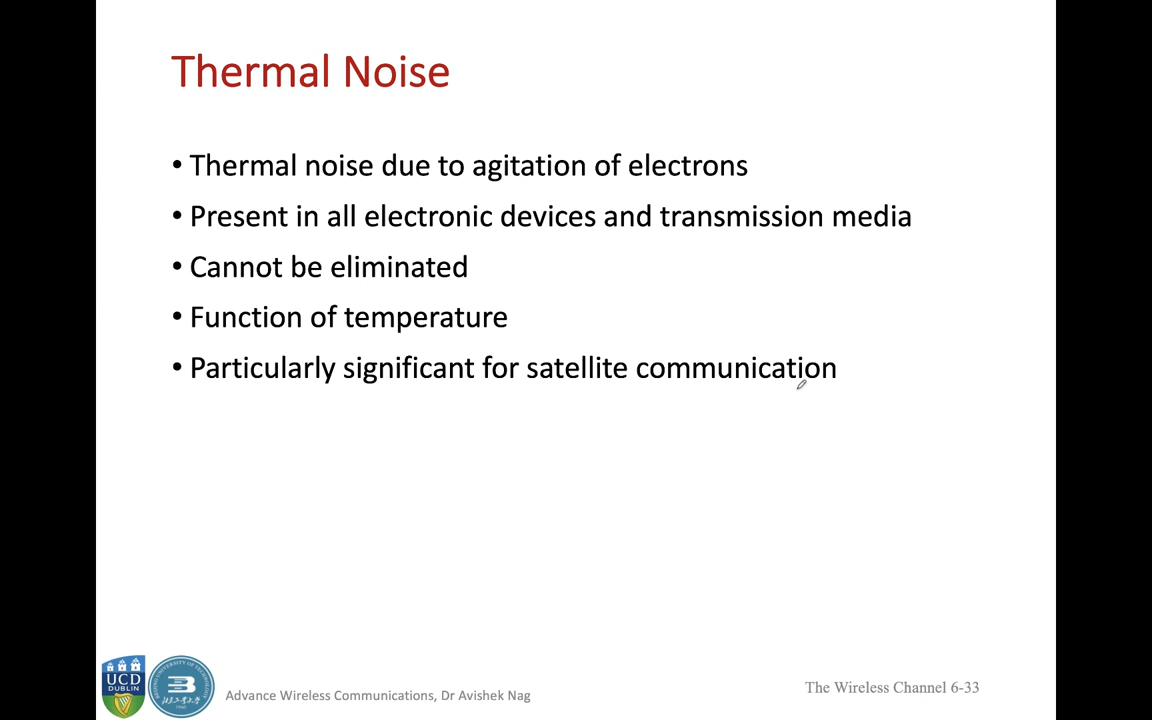 Thermal Noise
• Thermal noise due to agitation of electrons
• Present in all electronic devices and transmission media
• Cannot be eliminated
• Function of temperature
• Particularly significant for satellite communication
UCD
DUBLIN
Advance Wireless Communications, Dr Avishek Nag
The Wireless Channel 6-33